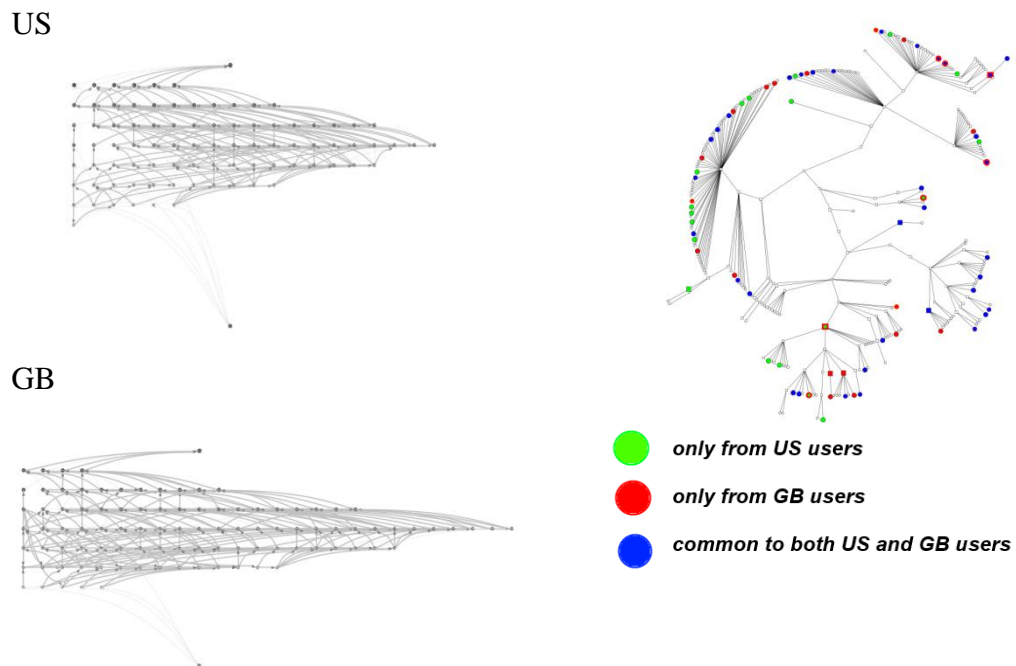 US
GB
only from US users
only from GB users
common to both US and GB users